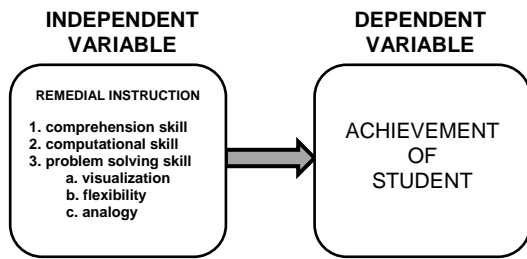 INDEPENDENT
VARIABLE
REMEDIAL INSTRUCTION
1. comprehension skill
2. computational skill
3. problem solving skill
a. visualization
b. flexibility
c. analogy
DEPENDENT
VARIABLE
ACHIEVEMENT
OF
STUDENT